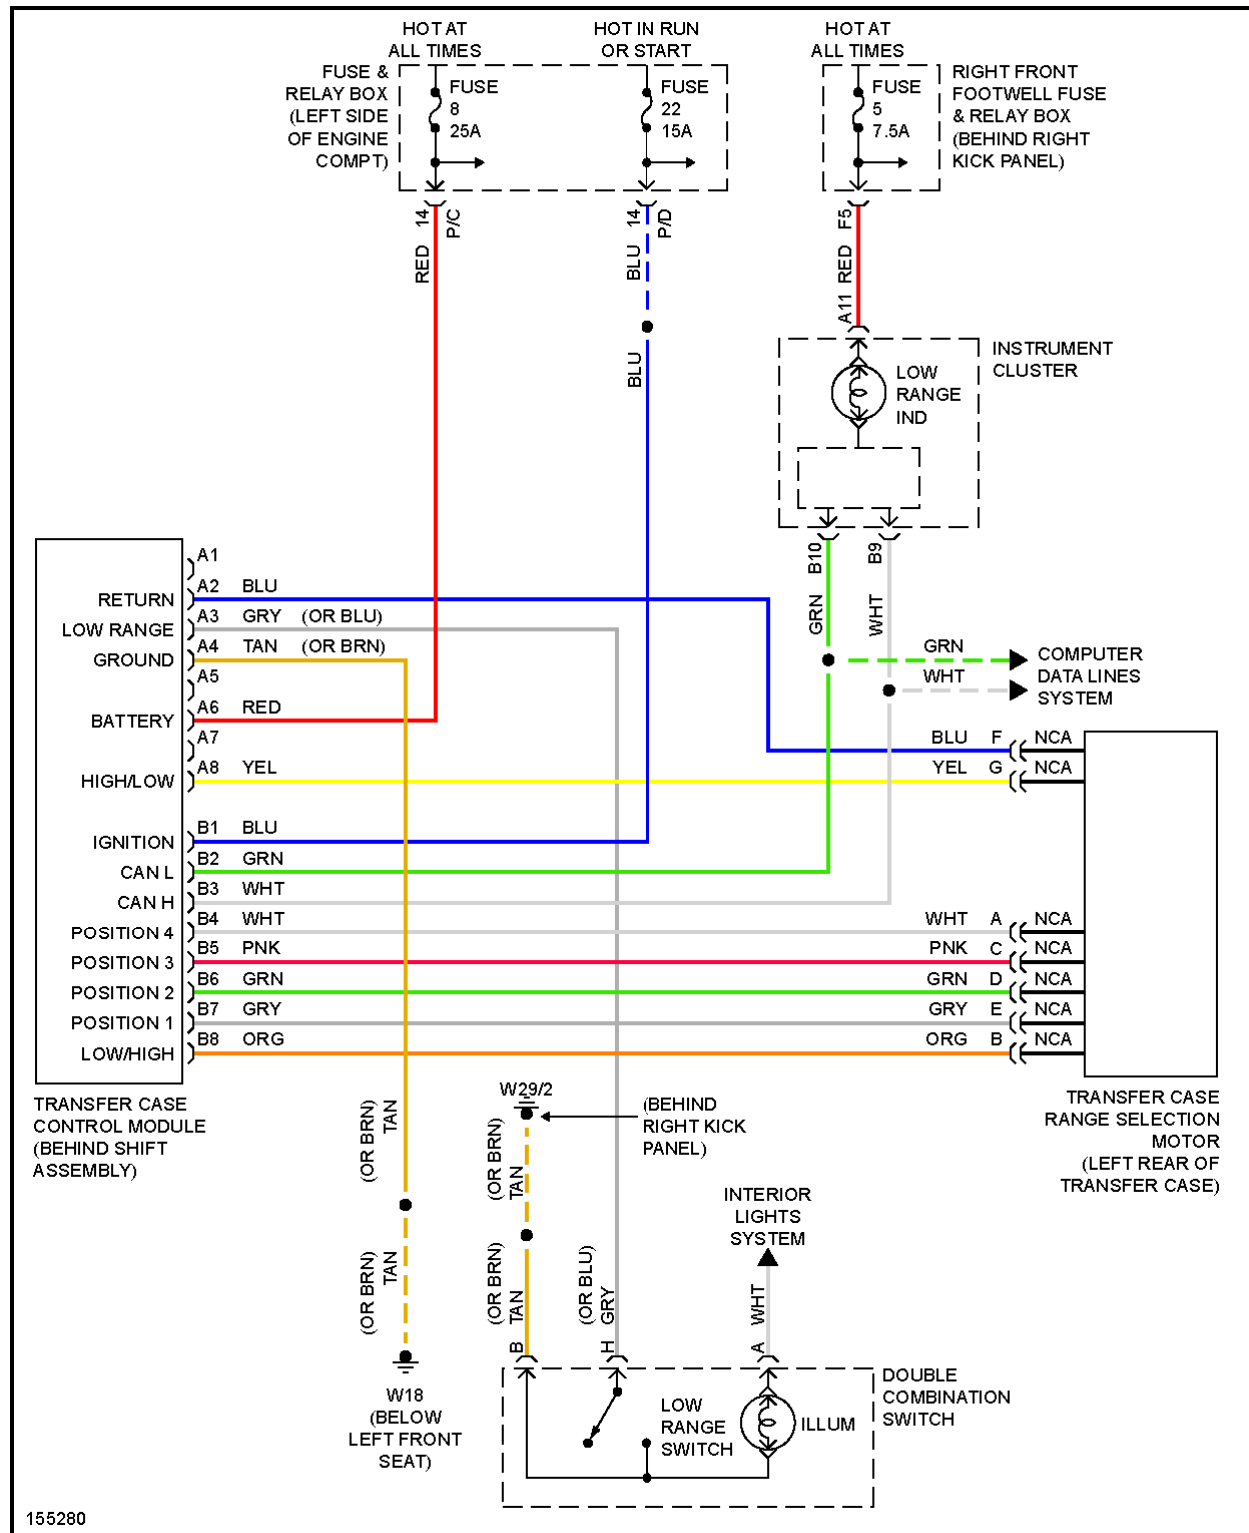 HOT AT
ALL TIMES
HOT IN RUN
OR START
HOT AT
ALL TIMES
FUSE &
RELAY BOX
(LEFT SIDE
OF ENGINE
COMPT)
FUSE
8
25A
FUSE
22
15A
FUSE
5
7.5A
RIGHT FRONT
FOOTWELL FUSE
& RELAY BOX
(BEHIND RIGHT
KICK PANEL)
14
P/C
RED
14
P/D
BLU
BLU
F5
RED
A11
INSTRUMENT
CLUSTER
LOW
RANGE
IND
B10
B9
GRN
WHT
GRN
WHT
COMPUTER
DATA LINES
SYSTEM
A1
RETURN A2 BLU
LOW RANGE A3 GRY (OR BLU)
GROUND A4 TAN (OR BRN)
A5
BATTERY A6 RED
A7
HIGH/LOW A8 YEL
IGNITION B1 BLU
CAN L B2 GRN
CAN H B3 WHT
POSITION 4 B4 WHT
POSITION 3 B5 PNK
POSITION 2 B6 GRN
POSITION 1 B7 GRY
LOW/HIGH B8 ORG
BLU F NCA
YEL G NCA
WHT A NCA
PNK C NCA
GRN D NCA
GRY E NCA
ORG B NCA
TRANSFER CASE
CONTROL MODULE
(BEHIND SHIFT
ASSEMBLY)
TRANSFER CASE
RANGE SELECTION
MOTOR
(LEFT REAR OF
TRANSFER CASE)
(OR BRN)
TAN
(OR BRN)
TAN
W18
(BELOW
LEFT FRONT
SEAT)
W29/2
(BEHIND
RIGHT KICK
PANEL)
(OR BRN)
TAN
(OR BRN)
TAN
B
(OR BLU)
GRY
H
INTERIOR
LIGHTS
SYSTEM
WHT
A
LOW
RANGE
SWITCH
ILLUM
DOUBLE
COMBINATION
SWITCH
155280